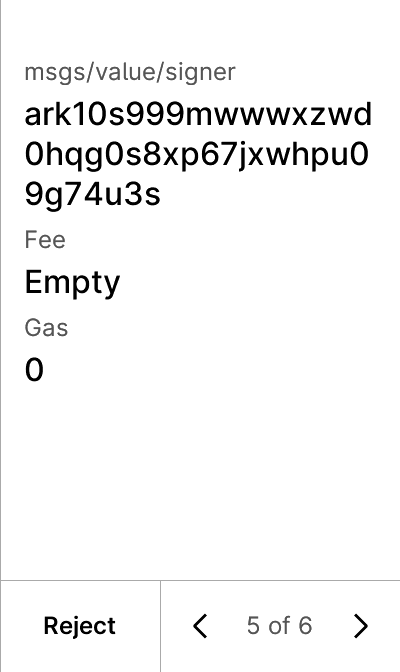 msgs/value/signer
ark10s999mwwwxzwd
0hqg0s8xp67jxwhpu0
9g74u3s
Fee
Empty
Gas
0
Reject
5 of 6